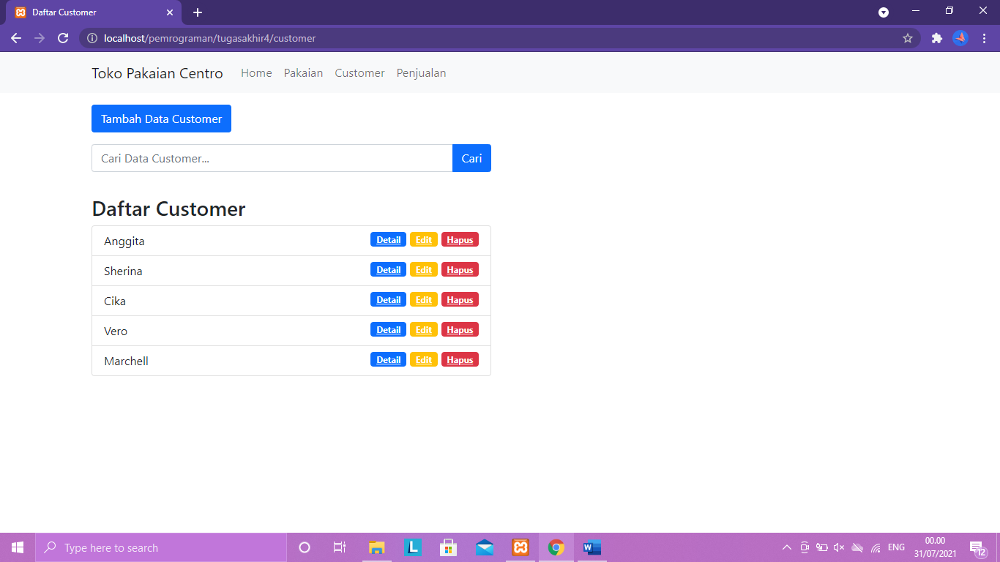 Daftar Customer
localhost/pemrograman/tugasakhir4/customer
Toko Pakaian Centro Home Pakaian Customer Penjualan
Tambah Data Customer
Cari Data Customer... Cari
Daftar Customer
Anggita Detail Edit Hapus
Sherina Detail Edit Hapus
Cika Detail Edit Hapus
Vero Detail Edit Hapus
Marchell Detail Edit Hapus
Type here to search L W ENG 00.00
31/07/2021 12